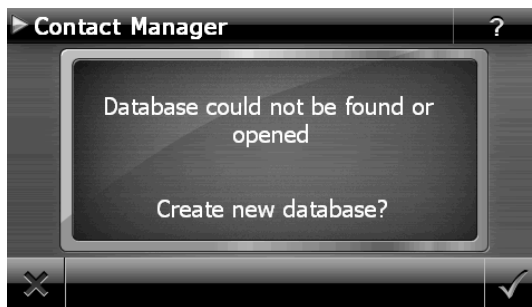 Contact Manager ?
Database could not be found or
opened
Create new database?